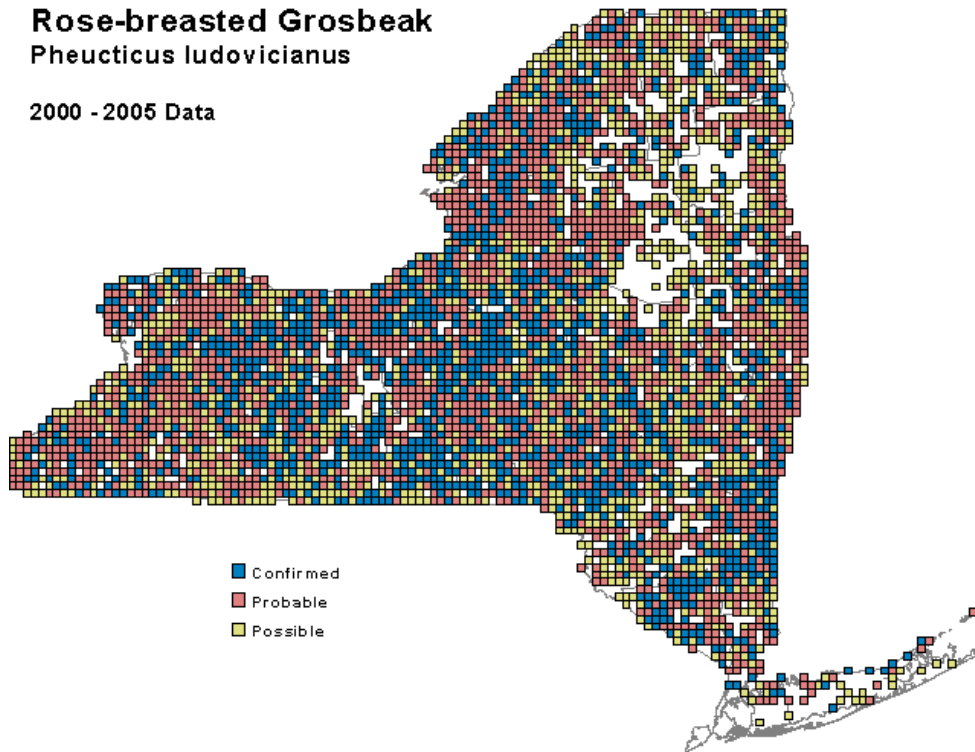 Rose-breasted Grosbeak
Pheucticus ludovicianus
2000 - 2005 Data
Confirmed
Probable
Possible